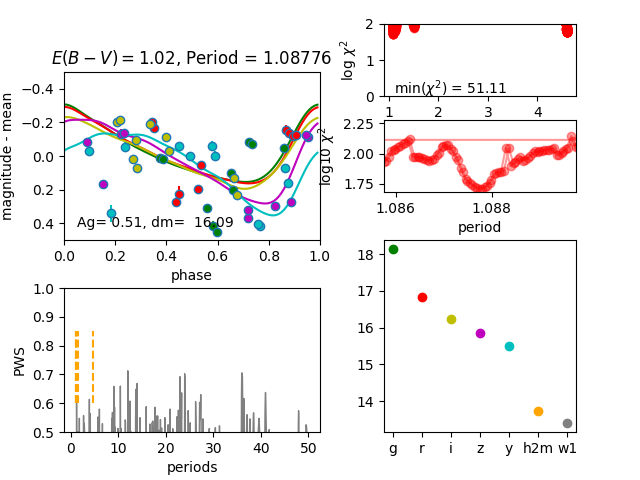 E(B − V) = 1.02, Period = 1.08776
−0.4
−0.2
0.0
0.2
0.4
magnitude - mean
Ag= 0.51, dm=  16.09
0.0 0.2 0.4 0.6 0.8 1.0
phase
2
1
0
log χ²
min(χ²) = 51.11
1 2 3 4
2.25
2.00
1.75
log10 χ²
1.086 1.088
period
1.0
0.9
0.8
0.7
0.6
0.5
PWS
0 10 20 30 40 50
periods
18
17
16
15
14
g r i z y h2m w1